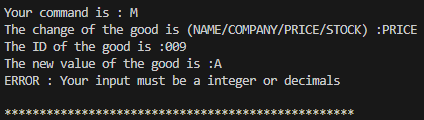 Your command is : M
The change of the good is (NAME/COMPANY/PRICE/STOCK) :PRICE
The ID of the good is :009
The new value of the good is :A
ERROR : Your input must be a integer or decimals
**************************************************